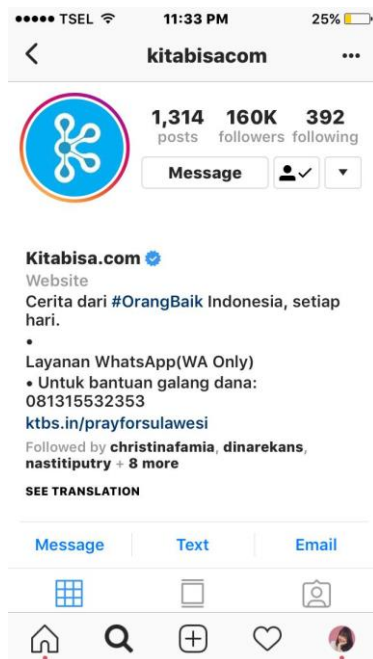 TSEL 11:33 PM 25%
kitabisacom
1,314 160K 392
posts followers following
Message
Kitabisa.com
Website
Cerita dari #OrangBaik Indonesia, setiap
hari.
•
Layanan WhatsApp(WA Only)
• Untuk bantuan galang dana:
081315532353
ktbs.in/prayforsulawesi
Followed by christinafamia, dinarekans,
nastitiputry + 8 more
SEE TRANSLATION
Message Text Email